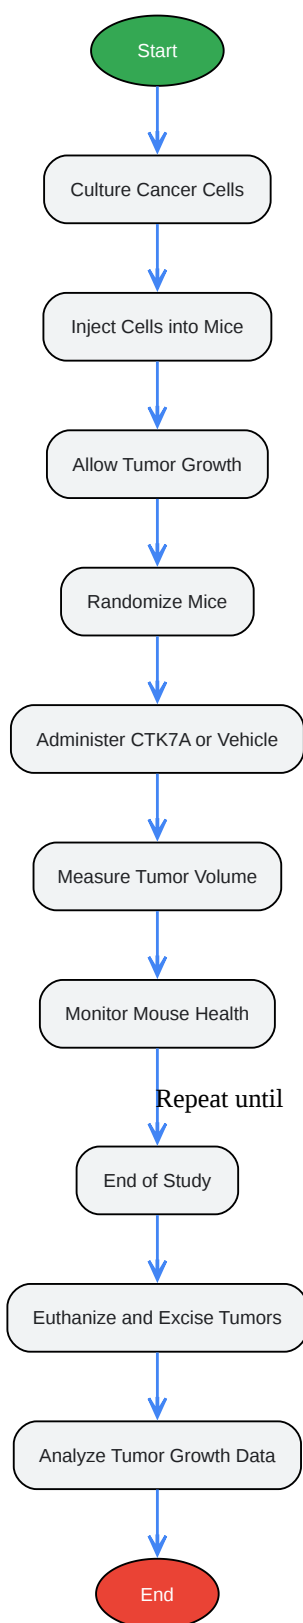 Start
Culture Cancer Cells
Inject Cells into Mice
Allow Tumor Growth
Randomize Mice
Administer CTK7A or Vehicle
Measure Tumor Volume
Monitor Mouse Health
Repeat until
End of Study
Euthanize and Excise Tumors
Analyze Tumor Growth Data
End